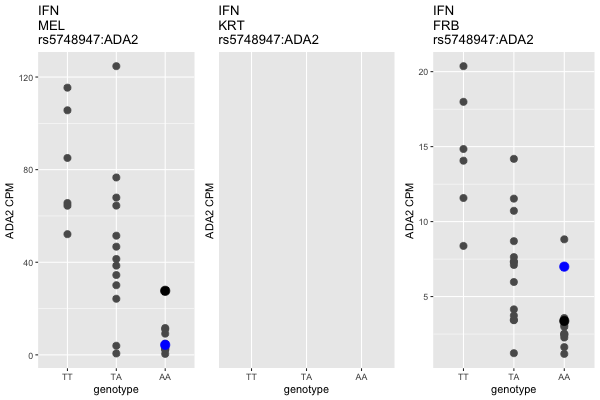 IFN
MEL
rs5748947:ADA2
ADA2 CPM
120
80
40
0
TT
TA
AA
genotype
IFN
KRT
rs5748947:ADA2
ADA2 CPM
TT
TA
AA
genotype
IFN
FRB
rs5748947:ADA2
ADA2 CPM
20
15
10
5
TT
TA
AA
genotype